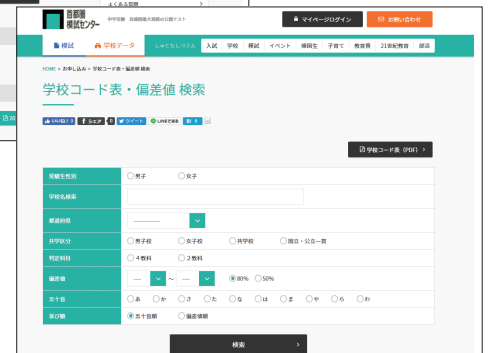 よくある質問
首都圏
模試センター
中学受験 首都圏最大規模の公開テスト
マイページログイン
お問い合わせ
模試
学校データ
しゅともしコラム
入試
学校
模試
イベント
帰国生
子育て
教育界
21世紀教育
部活
HOME > お申し込み > 学校コード表・偏差値 検索
学校コード表・偏差値 検索
いいね! 0
シェア 0
ツイート
LINEで送る
B! 0
学校コード表 (PDF) >
受験生性別
男子
女子
学校名検索
都道府県
----------
共学区分
男子校
女子校
共学校
国立・公立一貫
判定科目
4教科
2教科
偏差値
---- ~ ----
80%
50%
五十音
あ
か
さ
た
な
は
ま
や
ら
わ
並び順
五十音順
偏差値順
検索 >